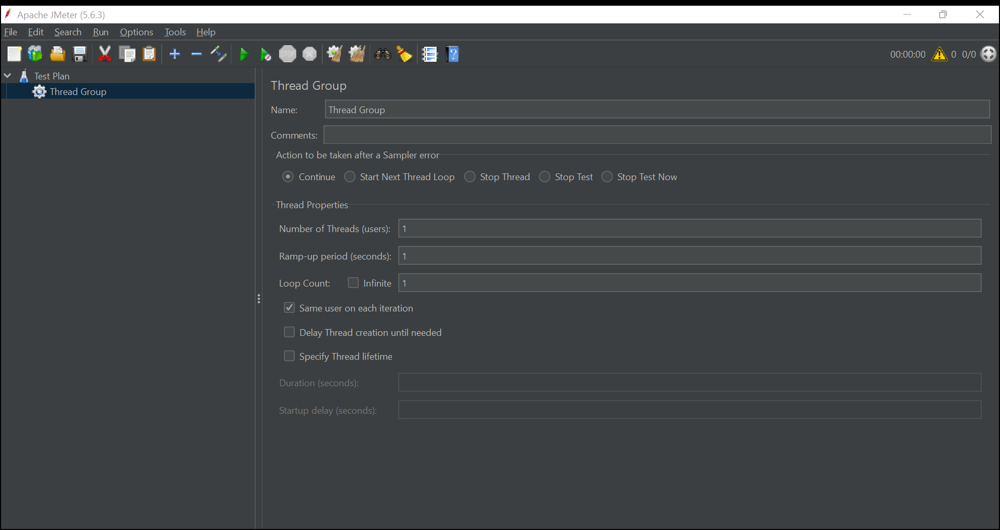 Apache JMeter (5.6.3)
File Edit Search Run Options Tools Help
STOP ? 00:00:00 0 0/0
Test Plan
Thread Group
Thread Group
Name: Thread Group
Comments:
Action to be taken after a Sampler error
Continue Start Next Thread Loop Stop Thread Stop Test Stop Test Now
Thread Properties
Number of Threads (users): 1
Ramp-up period (seconds): 1
Loop Count: Infinite 1
Same user on each iteration
Delay Thread creation until needed
Specify Thread lifetime
Duration (seconds):
Startup delay (seconds):